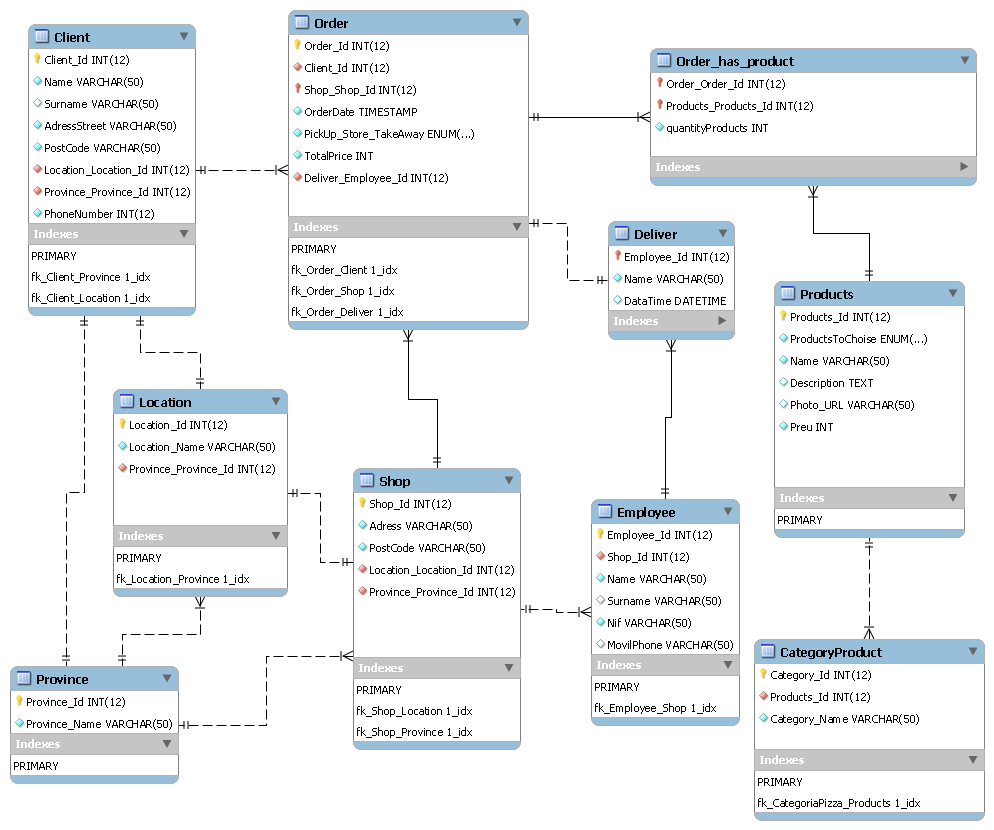 Client
Client_Id INT(12)
Name VARCHAR(50)
Surname VARCHAR(50)
AdressStreet VARCHAR(50)
PostCode VARCHAR(50)
Location_Location_Id INT(12)
Province_Province_Id INT(12)
PhoneNumber INT(12)
Indexes
PRIMARY
fk_Client_Province 1_idx
fk_Client_Location 1_idx
Order
Order_Id INT(12)
Client_Id INT(12)
Shop_Shop_Id INT(12)
OrderDate TIMESTAMP
PickUp_Store_TakeAway ENUM(...)
TotalPrice INT
Deliver_Employee_Id INT(12)
Indexes
PRIMARY
fk_Order_Client 1_idx
fk_Order_Shop 1_idx
fk_Order_Deliver 1_idx
Order_has_product
Order_Order_Id INT(12)
Products_Products_Id INT(12)
quantityProducts INT
Indexes
Deliver
Employee_Id INT(12)
Name VARCHAR(50)
DataTime DATETIME
Indexes
Products
Products_Id INT(12)
ProductsToChoise ENUM(...)
Name VARCHAR(50)
Description TEXT
Photo_URL VARCHAR(50)
Preu INT
Indexes
PRIMARY
Location
Location_Id INT(12)
Location_Name VARCHAR(50)
Province_Province_Id INT(12)
Indexes
PRIMARY
fk_Location_Province 1_idx
Shop
Shop_Id INT(12)
Adress VARCHAR(50)
PostCode VARCHAR(50)
Location_Location_Id INT(12)
Province_Province_Id INT(12)
Indexes
PRIMARY
fk_Shop_Location 1_idx
fk_Shop_Province 1_idx
Employee
Employee_Id INT(12)
Shop_Id INT(12)
Name VARCHAR(50)
Surname VARCHAR(50)
Nif VARCHAR(50)
MovilPhone VARCHAR(50)
Indexes
PRIMARY
fk_Employee_Shop 1_idx
Province
Province_Id INT(12)
Province_Name VARCHAR(50)
Indexes
PRIMARY
CategoryProduct
Category_Id INT(12)
Products_Id INT(12)
Category_Name VARCHAR(50)
Indexes
PRIMARY
fk_CategoriaPizza_Products 1_idx